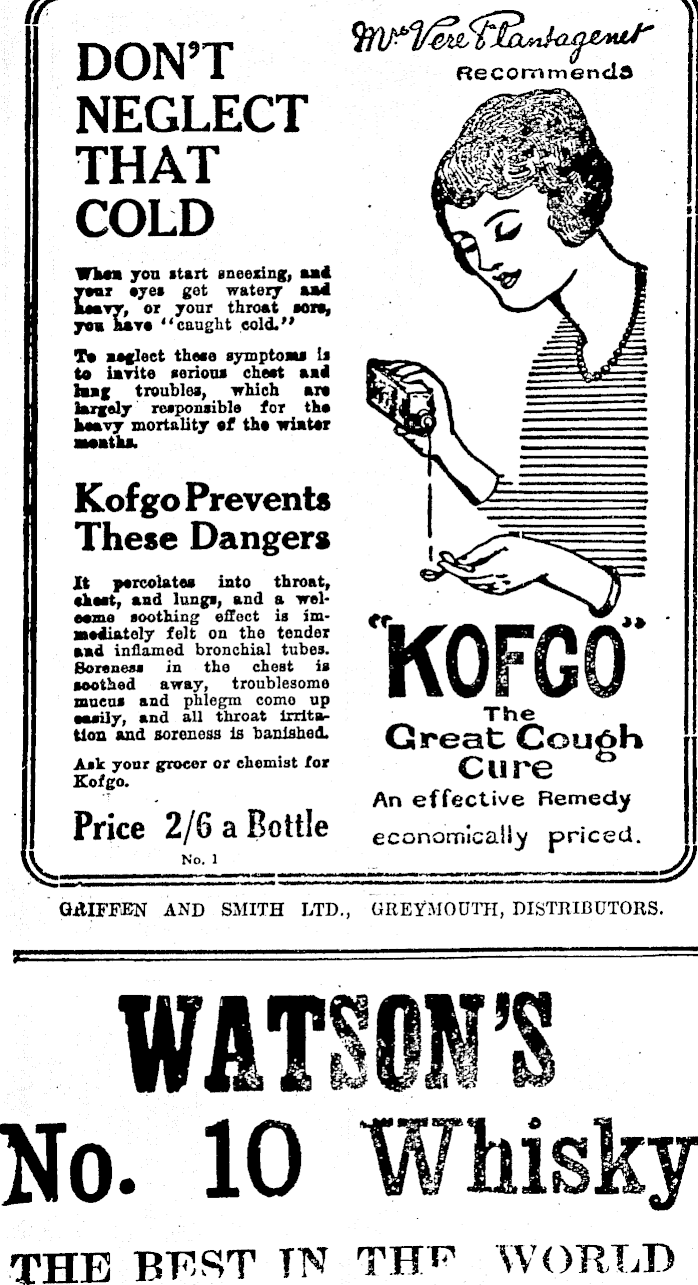 DON'T
NEGLECT
THAT
COLD
When you start sneezing, and
your eyes get watery and
heavy, or your throat sore,
you have "caught cold."
To neglect these symptoms is
to invite serious chest and
lung troubles, which are
largely responsible for the
heavy mortality of the winter
months.
Kofgo Prevents
These Dangers
It percolates into throat,
chest, and lungs, and a wel-
come soothing effect is im-
mediately felt on the tender
and inflamed bronchial tubes.
Soreness in the chest is
soothed away, troublesome
mucus and phlegm come up
easily, and all throat irrita-
tion and soreness is banished.
Ask your grocer or chemist for
Kofgo.
Price 2/6 a Bottle
No. 1
Mrs Vere Plantagenet
Recommends
"KOFGO"
The
Great Cough
Cure
An effective Remedy
economically priced.
GRIFFEN AND SMITH LTD., GREYMOUTH, DISTRIBUTORS.
WATSON'S
No. 10 Whisky
THE BEST IN THE WORLD